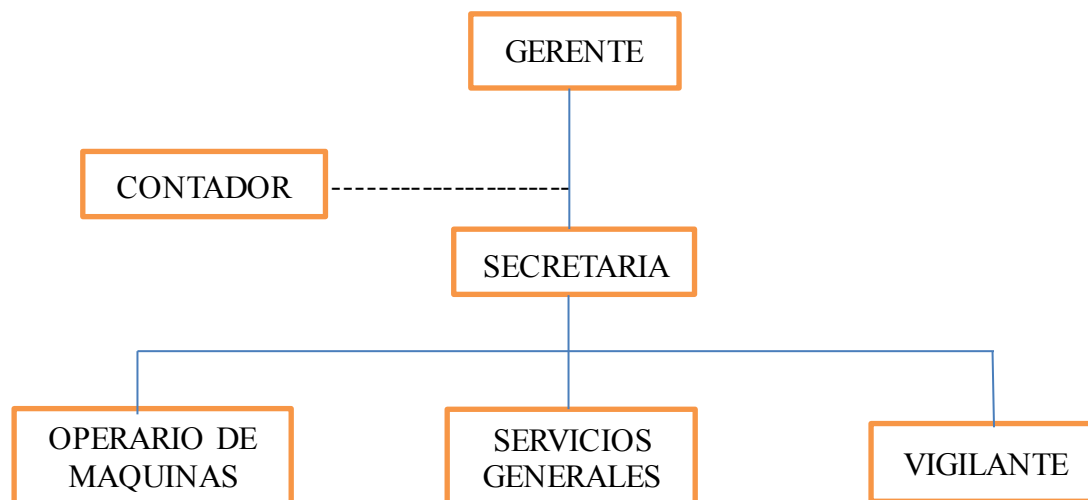 GERENTE
CONTADOR
SECRETARIA
OPERARIO DE
MAQUINAS
SERVICIOS
GENERALES
VIGILANTE